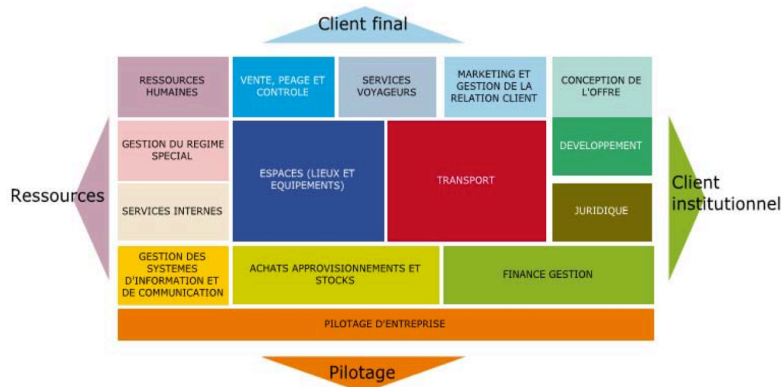 Client final
RESSOURCES
HUMAINES
VENTE, PEAGE ET
CONTROLE
SERVICES
VOYAGEURS
MARKETING ET
GESTION DE LA
RELATION CLIENT
CONCEPTION DE
L'OFFRE
GESTION DU REGIME
SPECIAL
ESPACES (LIEUX ET
EQUIPEMENTS)
TRANSPORT
DEVELOPPEMENT
Ressources
Client
institutionnel
SERVICES INTERNES
JURIDIQUE
GESTION DES
SYSTEMES
D'INFORMATION ET
DE COMMUNICATION
ACHATS APPROVISIONNEMENTS ET
STOCKS
FINANCE GESTION
PILOTAGE D'ENTREPRISE
Pilotage